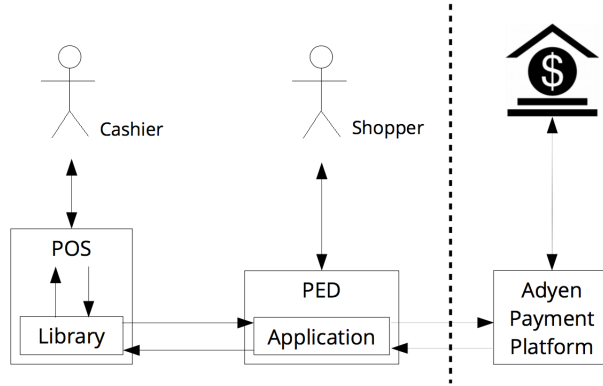 Cashier
Shopper
$
POS
Library
PED
Application
Adyen
Payment
Platform